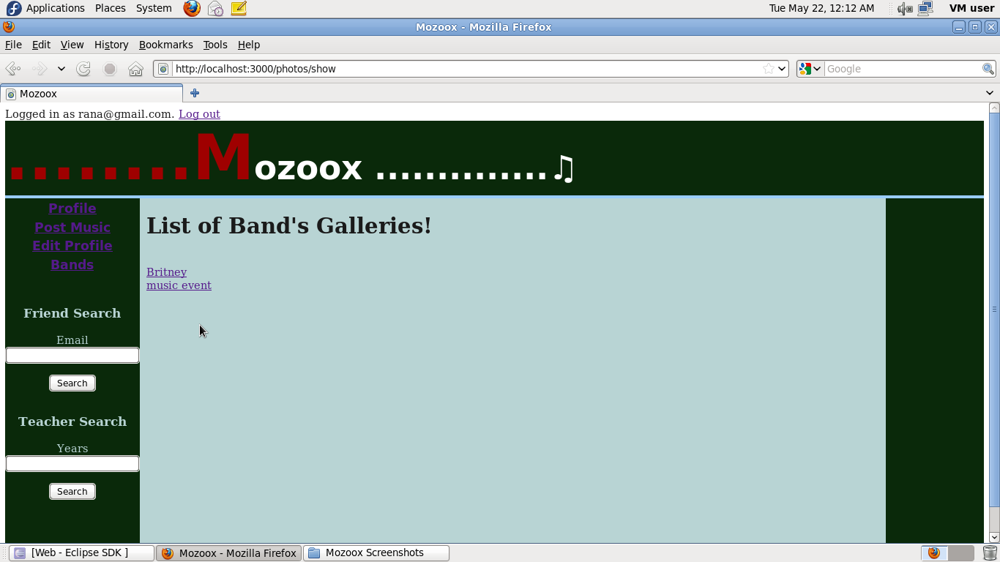 Applications Places System Tue May 22, 12:12 AM VM user
Mozoox - Mozilla Firefox
File Edit View History Bookmarks Tools Help
http://localhost:3000/photos/show Google
Mozoox
Logged in as rana@gmail.com. Log out
........Mozoox ..............♫
Profile
Post Music
Edit Profile
Bands
List of Band's Galleries!
Britney
music event
Friend Search
Email
Search
Teacher Search
Years
Search
[Web - Eclipse SDK ] Mozoox - Mozilla Firefox Mozoox Screenshots